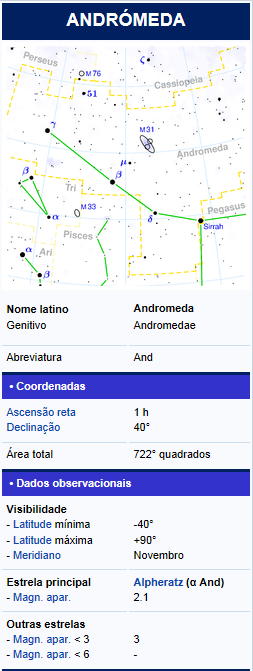 ANDRÓMEDA
Perseus
ζ
M76
Cassiopeia
51
γ
M31
Andromeda
μ
β
β
Tri
α
M33
δ
Pegasus
Sirrah
Pisces
α
Ari
β
Nome latino Andromeda
Genitivo Andromedae
Abreviatura And
• Coordenadas
Ascensão reta 1 h
Declinação 40°
Área total 722° quadrados
• Dados observacionais
Visibilidade
- Latitude mínima -40°
- Latitude máxima +90°
- Meridiano Novembro
Estrela principal Alpheratz (α And)
- Magn. apar. 2.1
Outras estrelas
- Magn. apar. < 3 3
- Magn. apar. < 6 -